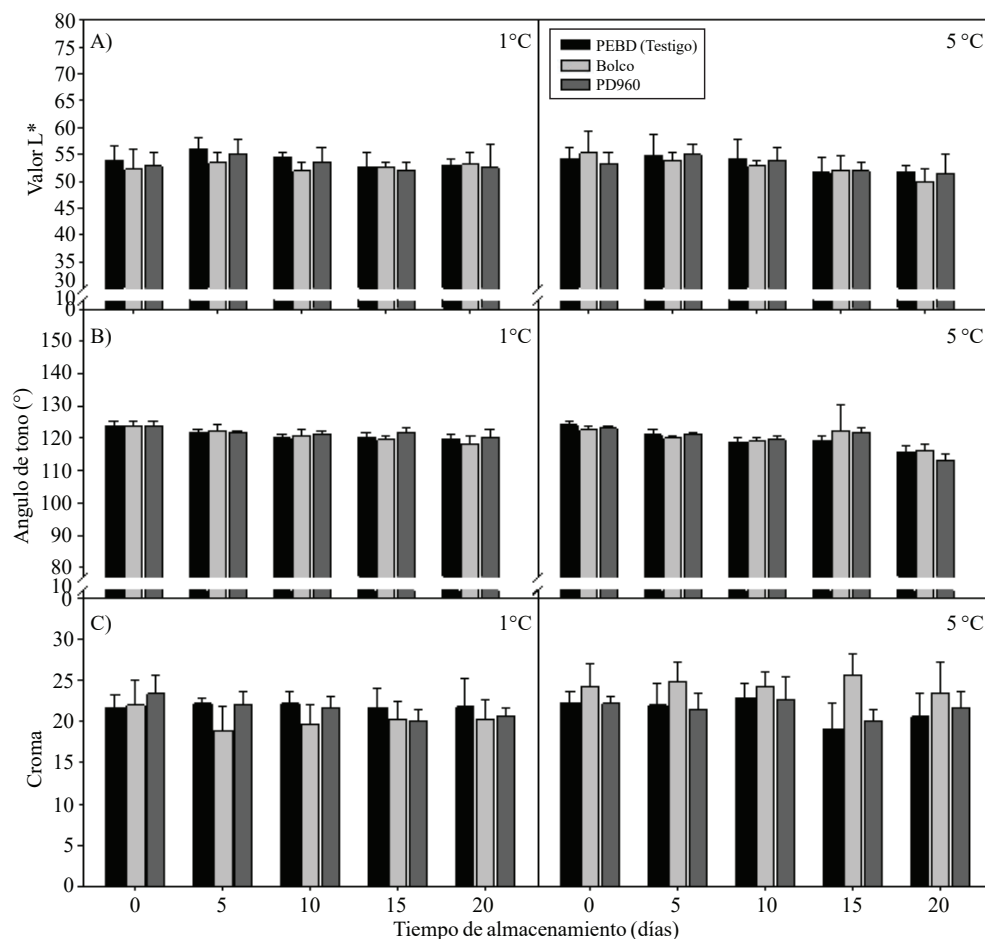 A)
1°C
5 °C
PEBD (Testigo)
Bolco
PD960
Valor L*
80
75
70
65
60
55
50
45
40
35
30
10
0
B)
1°C
5 °C
Angulo de tono (°)
150
140
130
120
110
100
90
80
10
0
C)
1°C
5 °C
Croma
30
25
20
15
10
5
0
0 5 10 15 20 0 5 10 15 20
Tiempo de almacenamiento (días)